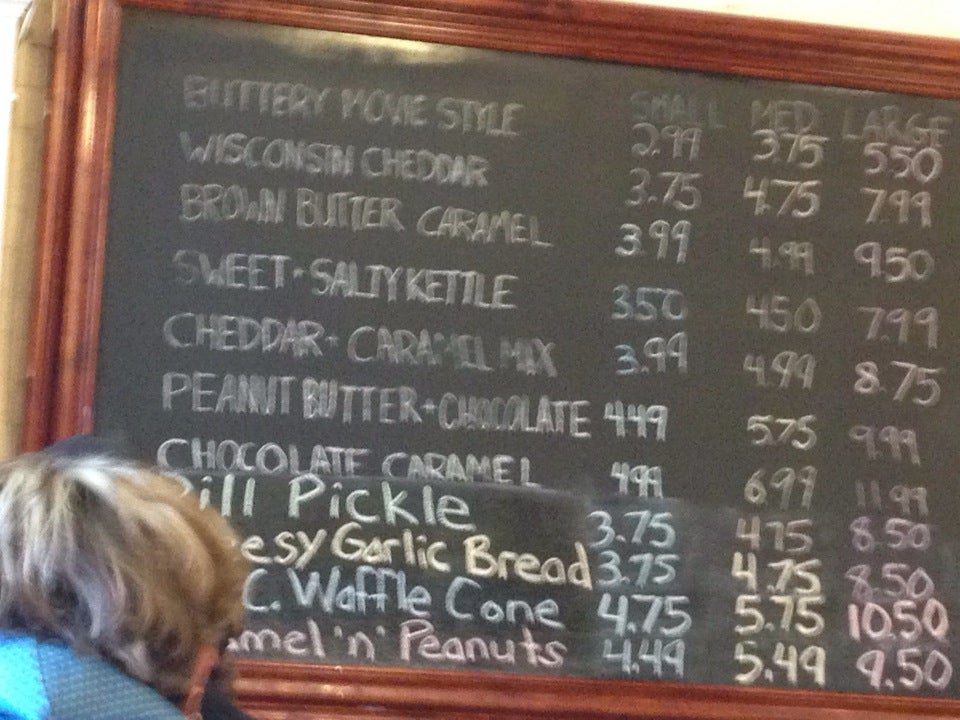 SMALL MED LARGE
BUTTERY MOVIE STYLE 2.99 3.75 5.50
WISCONSIN CHEDDAR 3.75 4.75 7.99
BROWN BUTTER CARAMEL 3.99 4.99 9.50
SWEET + SALTY KETTLE 3.50 4.50 7.99
CHEDDAR + CARAMEL MIX 3.99 4.99 8.75
PEANUT BUTTER + CHOCOLATE 4.49 5.75 9.99
CHOCOLATE CARAMEL 4.99 6.99 11.99
Dill Pickle 3.75 4.75 8.50
esy Garlic Bread 3.75 4.75 8.50
C. Waffle Cone 4.75 5.75 10.50
amel 'n' Peanuts 4.49 5.49 9.50